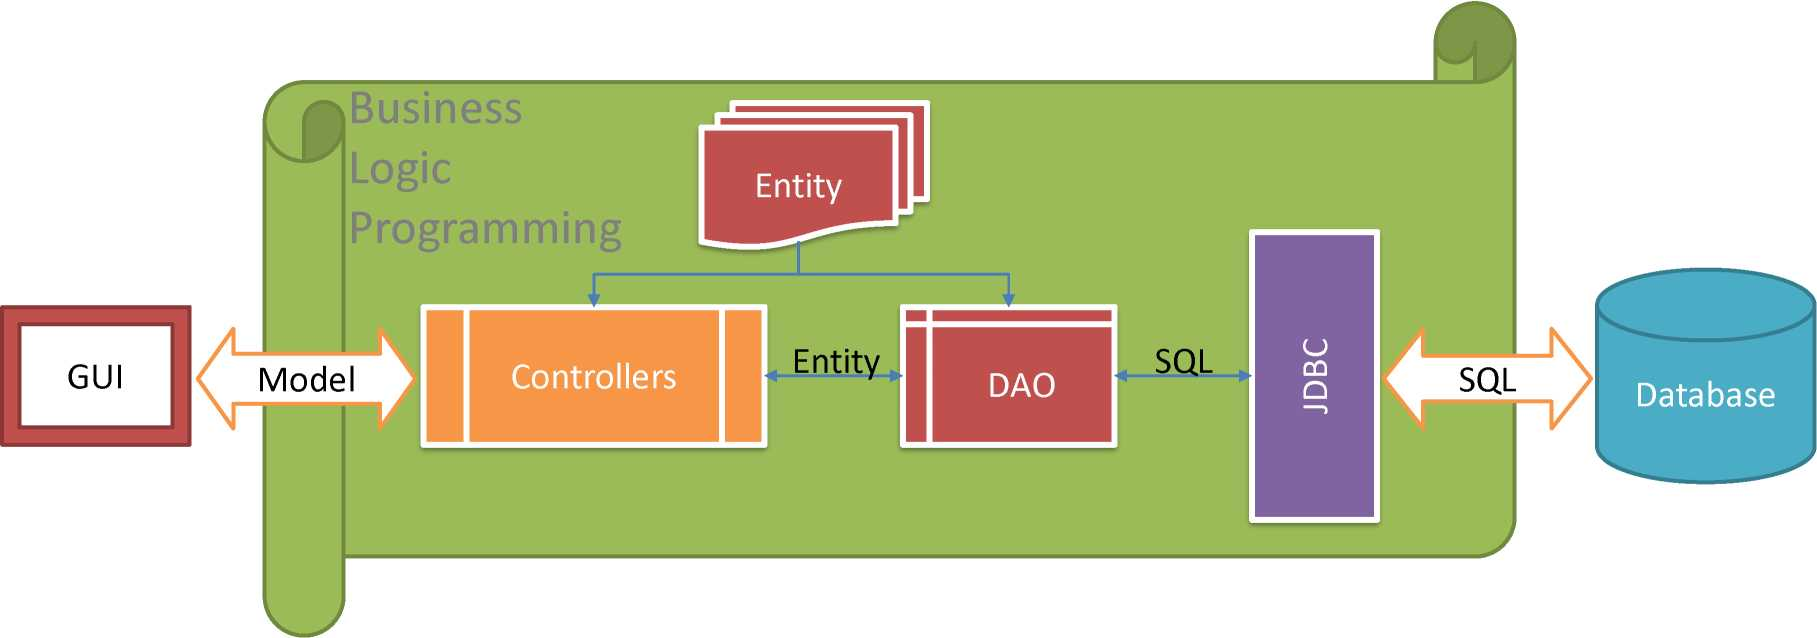 Business
Logic
Programming
Entity
GUI
Model
Controllers
Entity
DAO
SQL
JDBC
SQL
Database